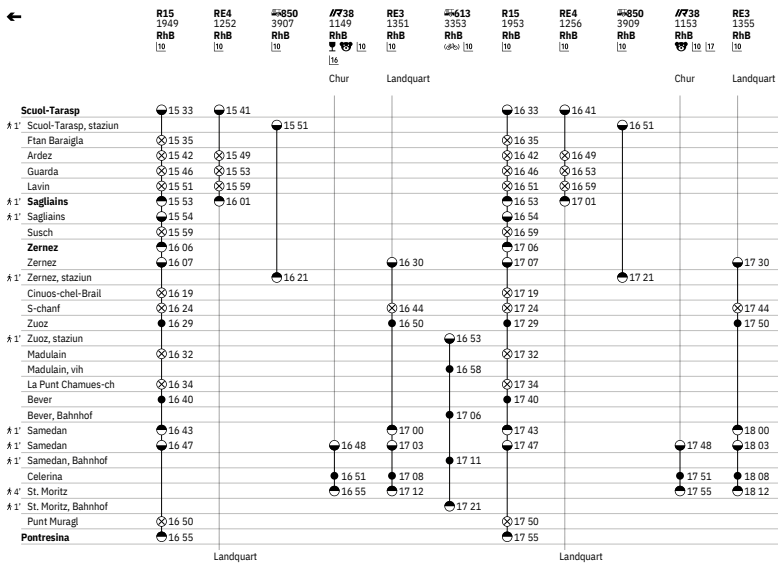 R15 RE4 850 IR38 RE3 613 R15 RE4 850 IR38 RE3
1949 1252 3907 1149 1351 3353 1953 1256 3909 1153 1355
RhB RhB RhB RhB RhB RhB RhB RhB RhB
10 10 10 10 10 10 10 10 10 10 17 10
16
Chur Landquart Chur Landquart
Scuol-Tarasp 15 33 15 41 16 33 16 41
1' Scuol-Tarasp, staziun 15 51 16 51
Ftan Baraigla 15 35 16 35
Ardez 15 42 15 49 16 42 16 49
Guarda 15 46 15 53 16 46 16 53
Lavin 15 51 15 59 16 51 16 59
1' Sagliains 15 53 16 01 16 53 17 01
1' Sagliains 15 54 16 54
Susch 15 59 16 59
Zernez 16 06 17 06
Zernez 16 07 16 30 17 07 17 30
1' Zernez, staziun 16 21 17 21
Cinuos-chel-Brail 16 19 17 19
S-chanf 16 24 16 44 17 24 17 44
Zuoz 16 29 16 50 17 29 17 50
1' Zuoz, staziun 16 53
Madulain 16 32 17 32
Madulain, vih 16 58
La Punt Chamues-ch 16 34 17 34
Bever 16 40 17 40
Bever, Bahnhof 17 06
1' Samedan 16 43 17 00 17 43 18 00
1' Samedan 16 47 16 48 17 03 17 47 17 48 18 03
1' Samedan, Bahnhof 17 11
Celerina 16 51 17 08 17 51 18 08
4' St. Moritz 16 55 17 12 17 55 18 12
1' St. Moritz, Bahnhof 17 21
Punt Muragl 16 50 17 50
Pontresina 16 55 17 55
Landquart Landquart